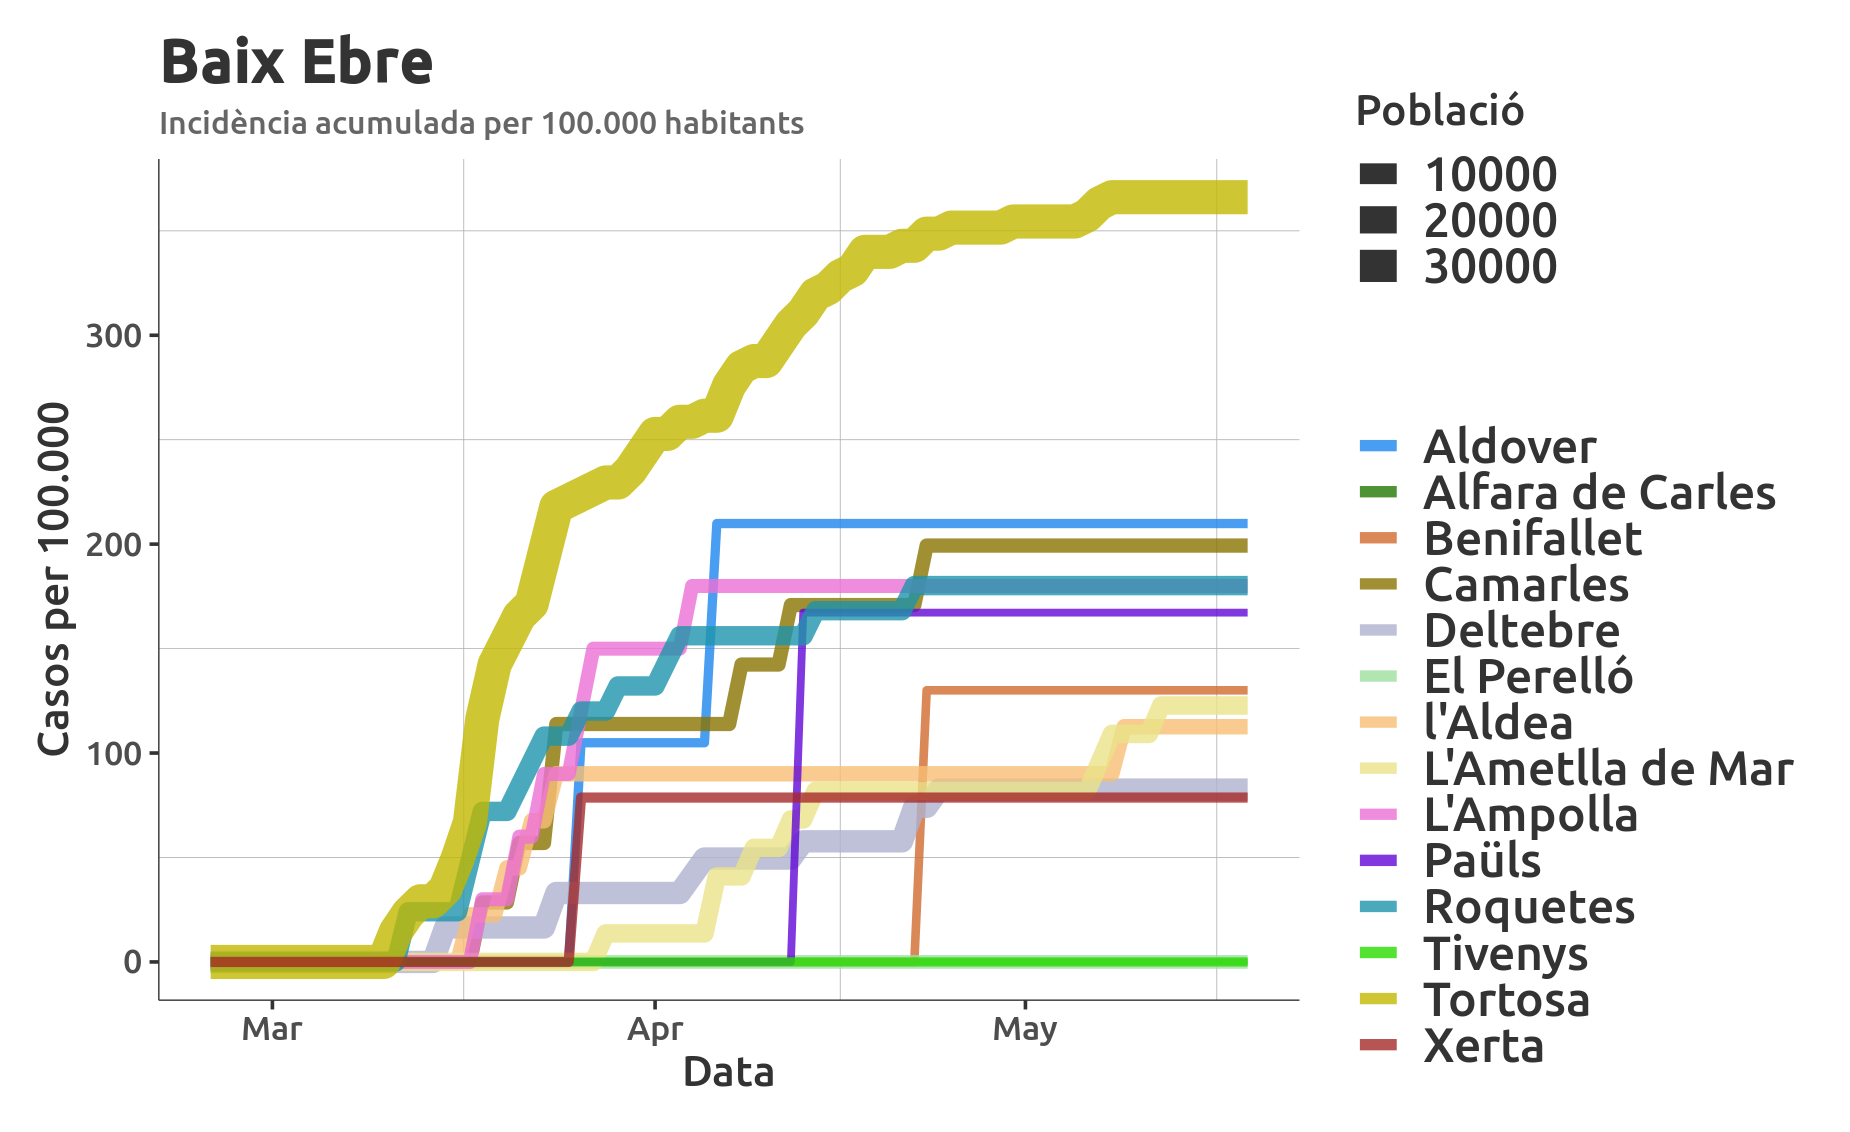 Baix Ebre
Incidència acumulada per 100.000 habitants
Casos per 100.000
300
200
100
0
Mar
Apr
May
Data
Població
10000
20000
30000
Aldover
Alfara de Carles
Benifallet
Camarles
Deltebre
El Perelló
l'Aldea
L'Ametlla de Mar
L'Ampolla
Paüls
Roquetes
Tivenys
Tortosa
Xerta